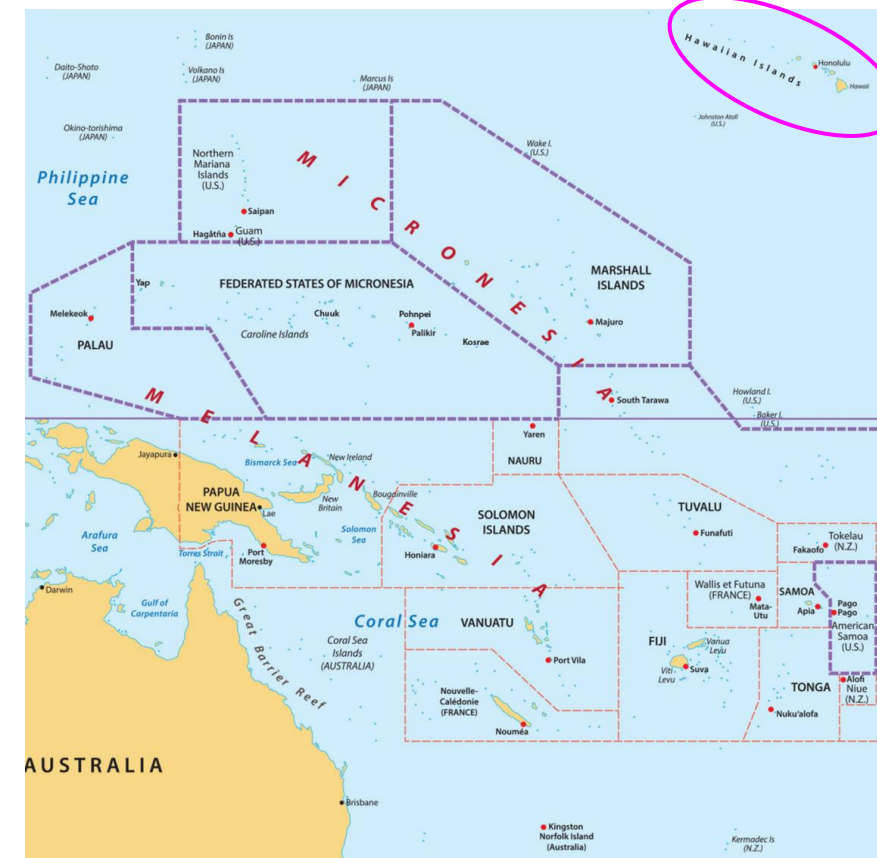 Bonin Is
(JAPAN)
Hawaiian Islands
Honolulu
Hawaii
Daito-Shoto
(JAPAN)
Volkano Is
(JAPAN)
Marcus Is
(JAPAN)
Johnston Atoll
(U.S.)
Okino-torishima
(JAPAN)
Wake I.
(U.S.)
Philippine
Sea
Northern
Mariana
Islands
(U.S.)
MICRONESIA
Saipan
Hagåtña
Guam
(U.S.)
Yap
FEDERATED STATES OF MICRONESIA
MARSHALL
ISLANDS
Melekeok
Chuuk
Pohnpei
Palikir
Majuro
Caroline Islands
Kosrae
PALAU
MELANESIA
South Tarawa
Howland I.
(U.S.)
Baker I.
(U.S.)
Yaren
NAURU
Jayapura
Bismarck Sea
New Ireland
PAPUA
NEW GUINEA
Lae
New
Britain
Bougainville
SOLOMON
ISLANDS
TUVALU
Funafuti
Arafura
Sea
Solomon
Sea
Torres Strait
Port
Moresby
Honiara
Tokelau
(N.Z.)
Fakaofo
Darwin
Gulf of
Carpentaria
Great Barrier Reef
Wallis et Futuna
(FRANCE)
Mata-
Utu
SAMOA
Apia
Pago
Pago
American
Samoa
(U.S.)
Coral Sea
VANUATU
Coral Sea
Islands
(AUSTRALIA)
FIJI
Vanua
Levu
Viti
Levu
Suva
Port Vila
TONGA
Alofi
Niue
(N.Z.)
Nouvelle-
Calédonie
(FRANCE)
Nouméa
Nuku'alofa
AUSTRALIA
Brisbane
Kingston
Norfolk Island
(Australia)
Kermadec Is
(N.Z.)